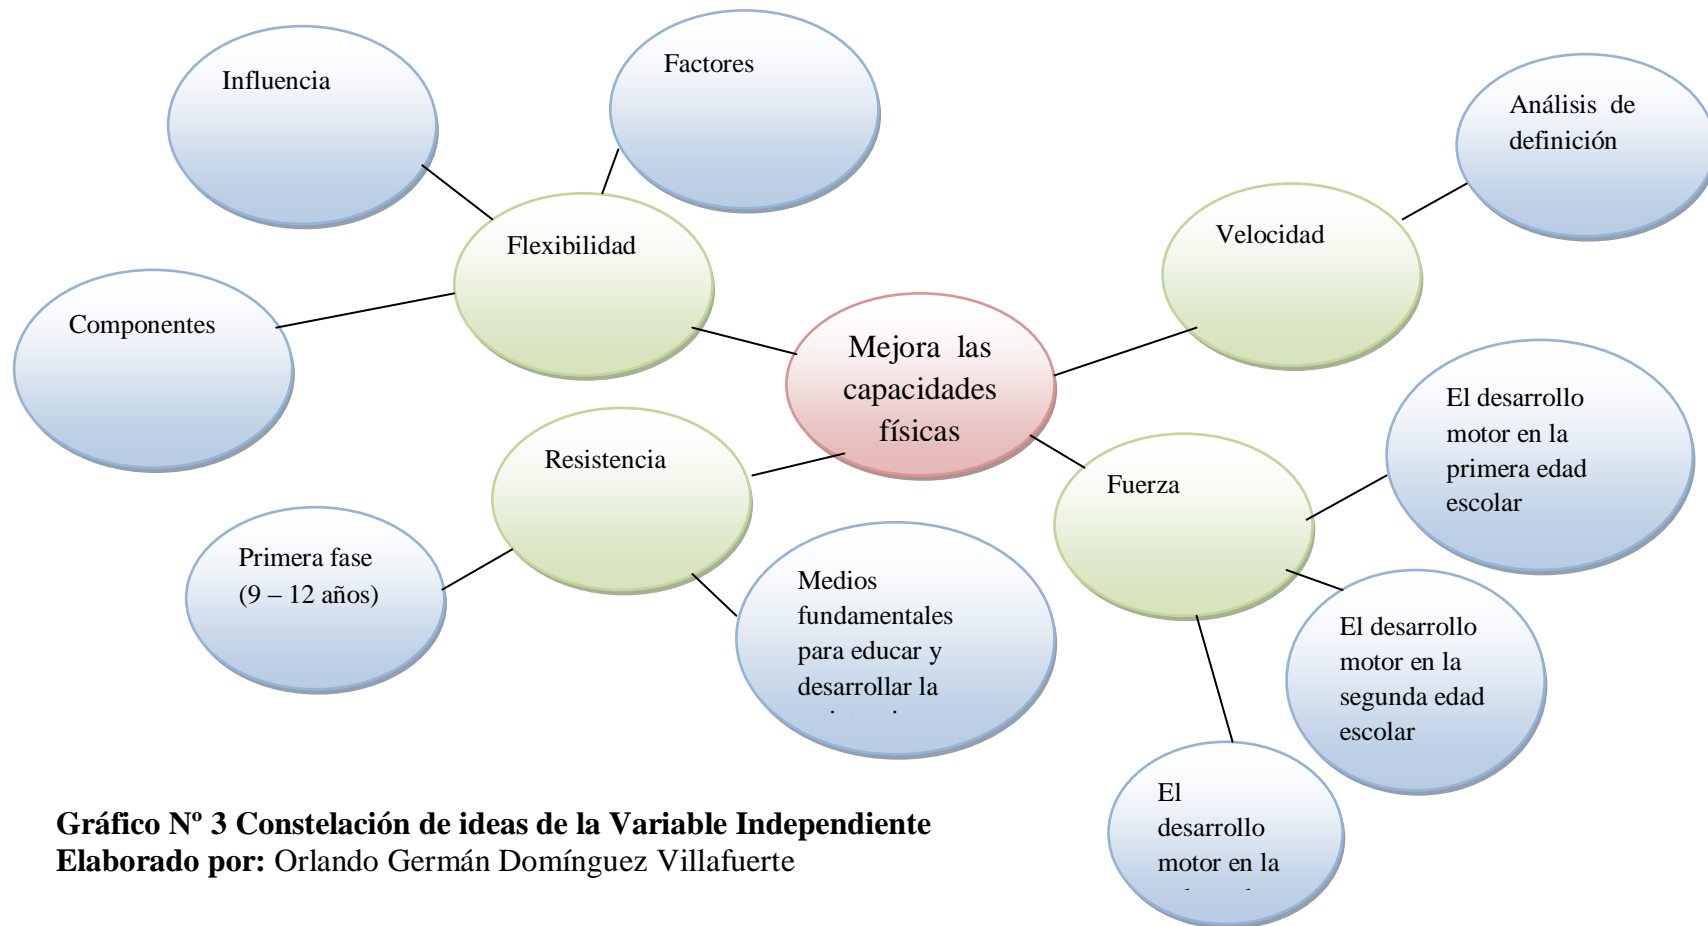 Influencia
Factores
Análisis de
definición
Flexibilidad
Velocidad
Componentes
Mejora las
capacidades
físicas
El desarrollo
motor en la
primera edad
escolar
Resistencia
Fuerza
Primera fase
(9 – 12 años)
Medios
fundamentales
para educar y
desarrollar la
El desarrollo
motor en la
segunda edad
escolar
El
desarrollo
motor en la
Gráfico Nº 3 Constelación de ideas de la Variable Independiente
Elaborado por: Orlando Germán Domínguez Villafuerte